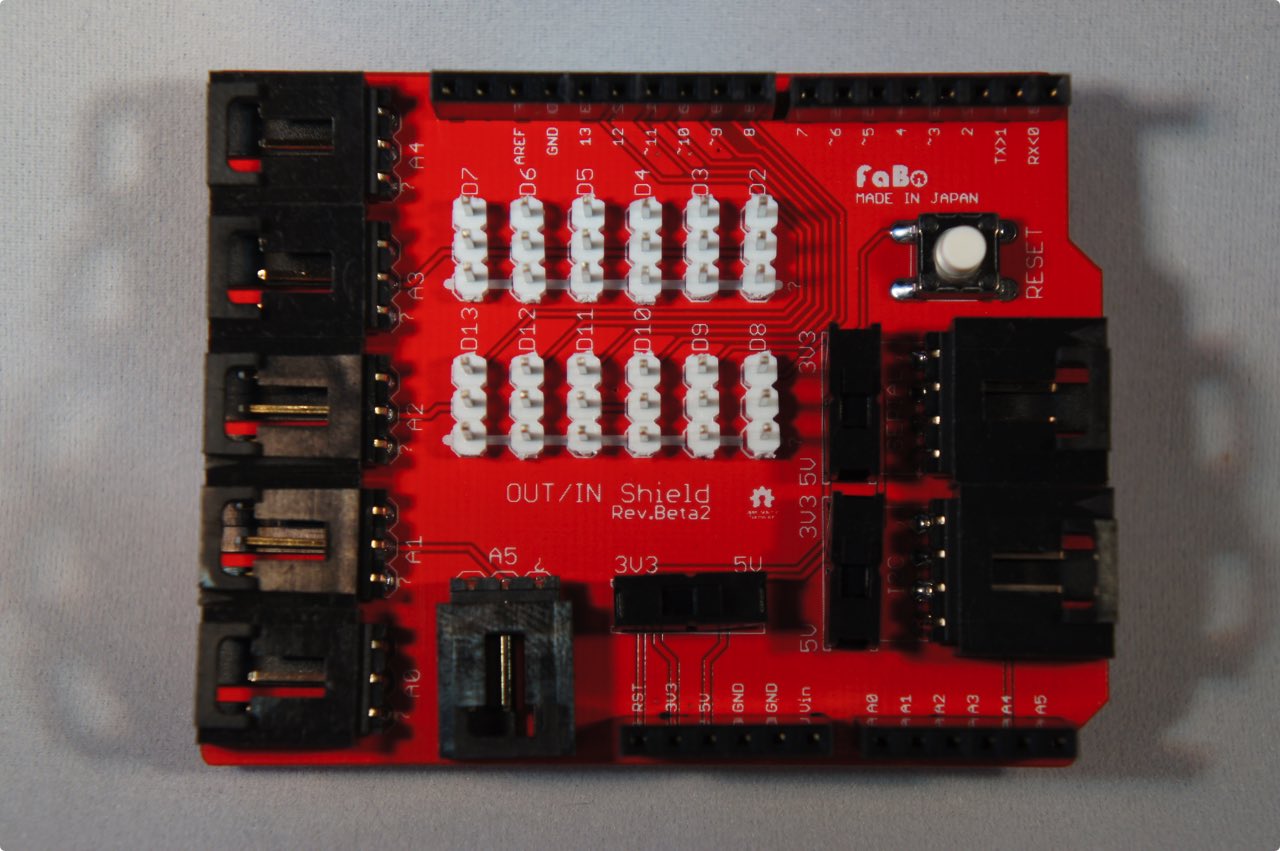 AREF
GND
13
12
~11
~10
~9
8
7
~6
~5
4
~3
2
TX>1
RX<0
A4
D7
D6
D5
D4
D3
D2
FaBo
MADE IN JAPAN
RESET
A3
D13
D12
D11
D10
D9
D8
3V3
5V
A2
OUT/IN Shield
Rev.Beta2
3V3
5V
A1
A5
3V3
5V
I2C
A0
RST
3V3
5V
GND
GND
Vin
A0
A1
A2
A3
A4
A5